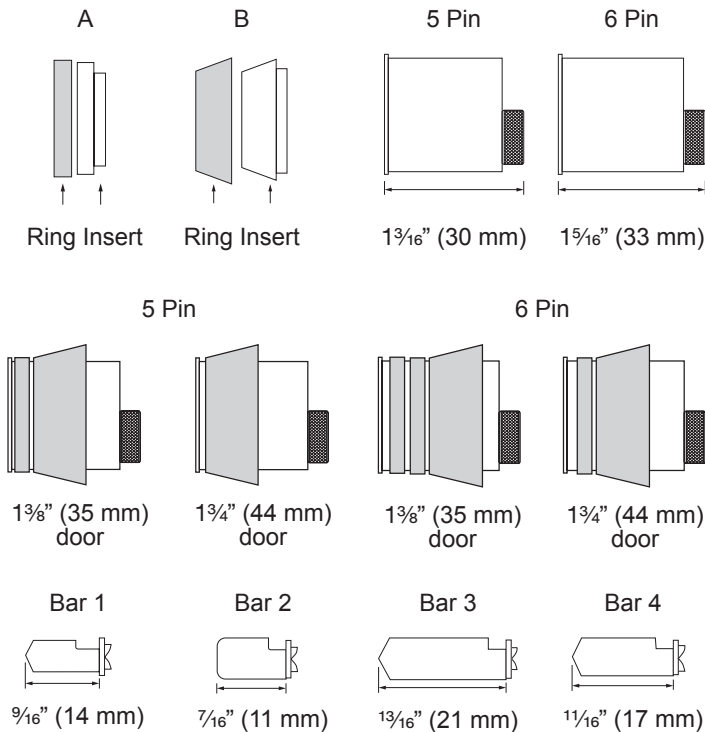 A B 5 Pin 6 Pin
Ring Insert Ring Insert 1³⁄₁₆” (30 mm) 1⁵⁄₁₆” (33 mm)
5 Pin 6 Pin
1³⁄₈” (35 mm) 1³⁄₄” (44 mm) 1³⁄₈” (35 mm) 1³⁄₄” (44 mm)
door door door door
Bar 1 Bar 2 Bar 3 Bar 4
⁹⁄₁₆” (14 mm) ⁷⁄₁₆” (11 mm) ¹³⁄₁₆” (21 mm) ¹¹⁄₁₆” (17 mm)